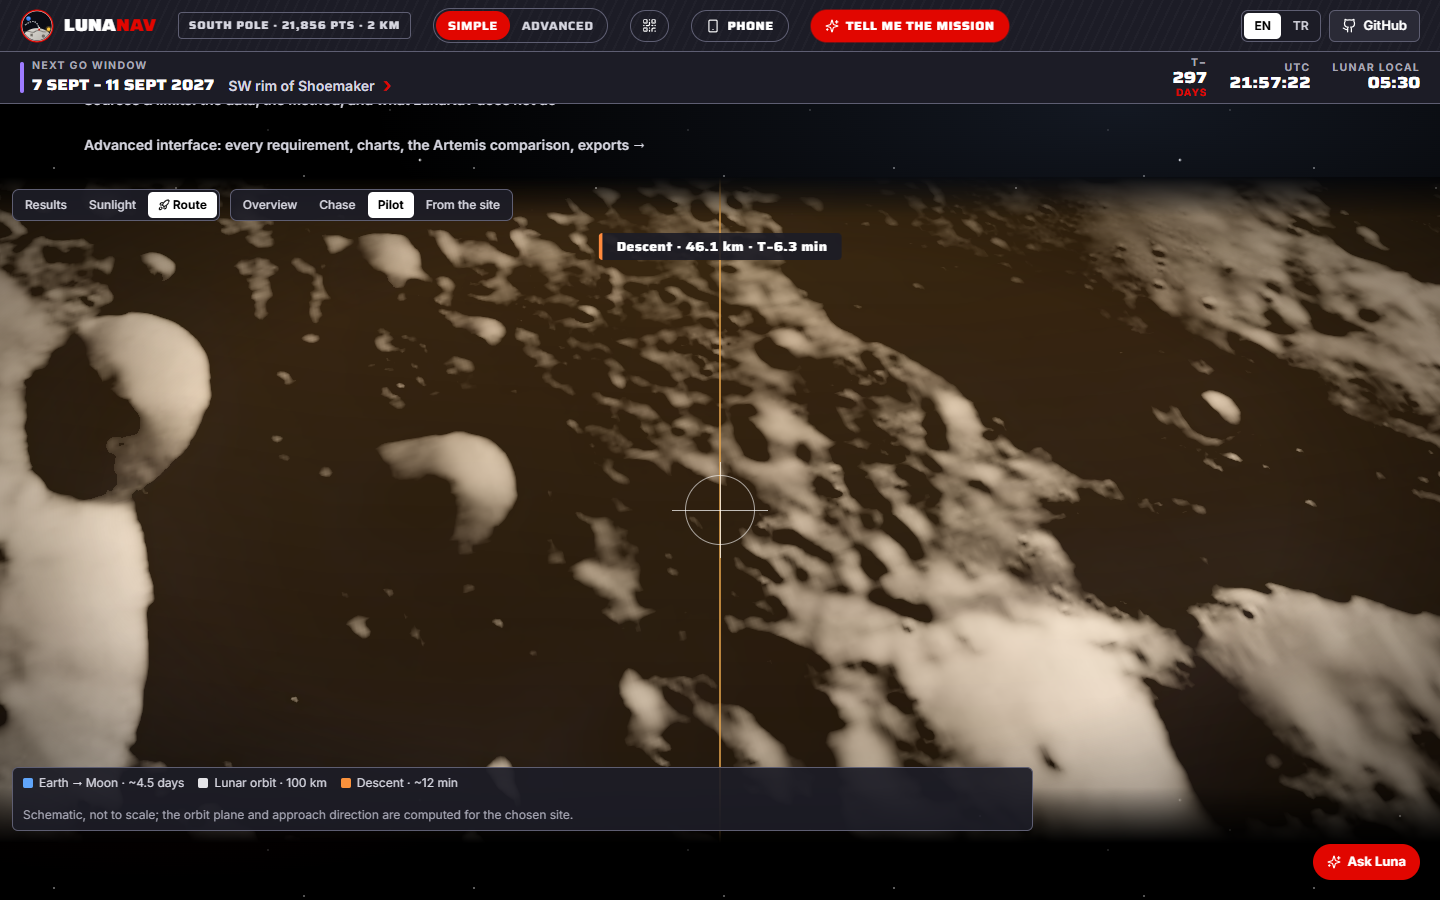 LUNANAV
SOUTH POLE · 21,856 PTS · 2 KM
SIMPLE
ADVANCED
PHONE
TELL ME THE MISSION
EN
TR
GitHub
NEXT GO WINDOW
7 SEPT – 11 SEPT 2027
SW rim of Shoemaker
T−
297
DAYS
UTC
21:57:22
LUNAR LOCAL
05:30
Advanced interface: every requirement, charts, the Artemis comparison, exports →
Results
Sunlight
Route
Overview
Chase
Pilot
From the site
Descent · 46.1 km · T−6.3 min
Earth → Moon · ~4.5 days
Lunar orbit · 100 km
Descent · ~12 min
Schematic, not to scale; the orbit plane and approach direction are computed for the chosen site.
Ask Luna